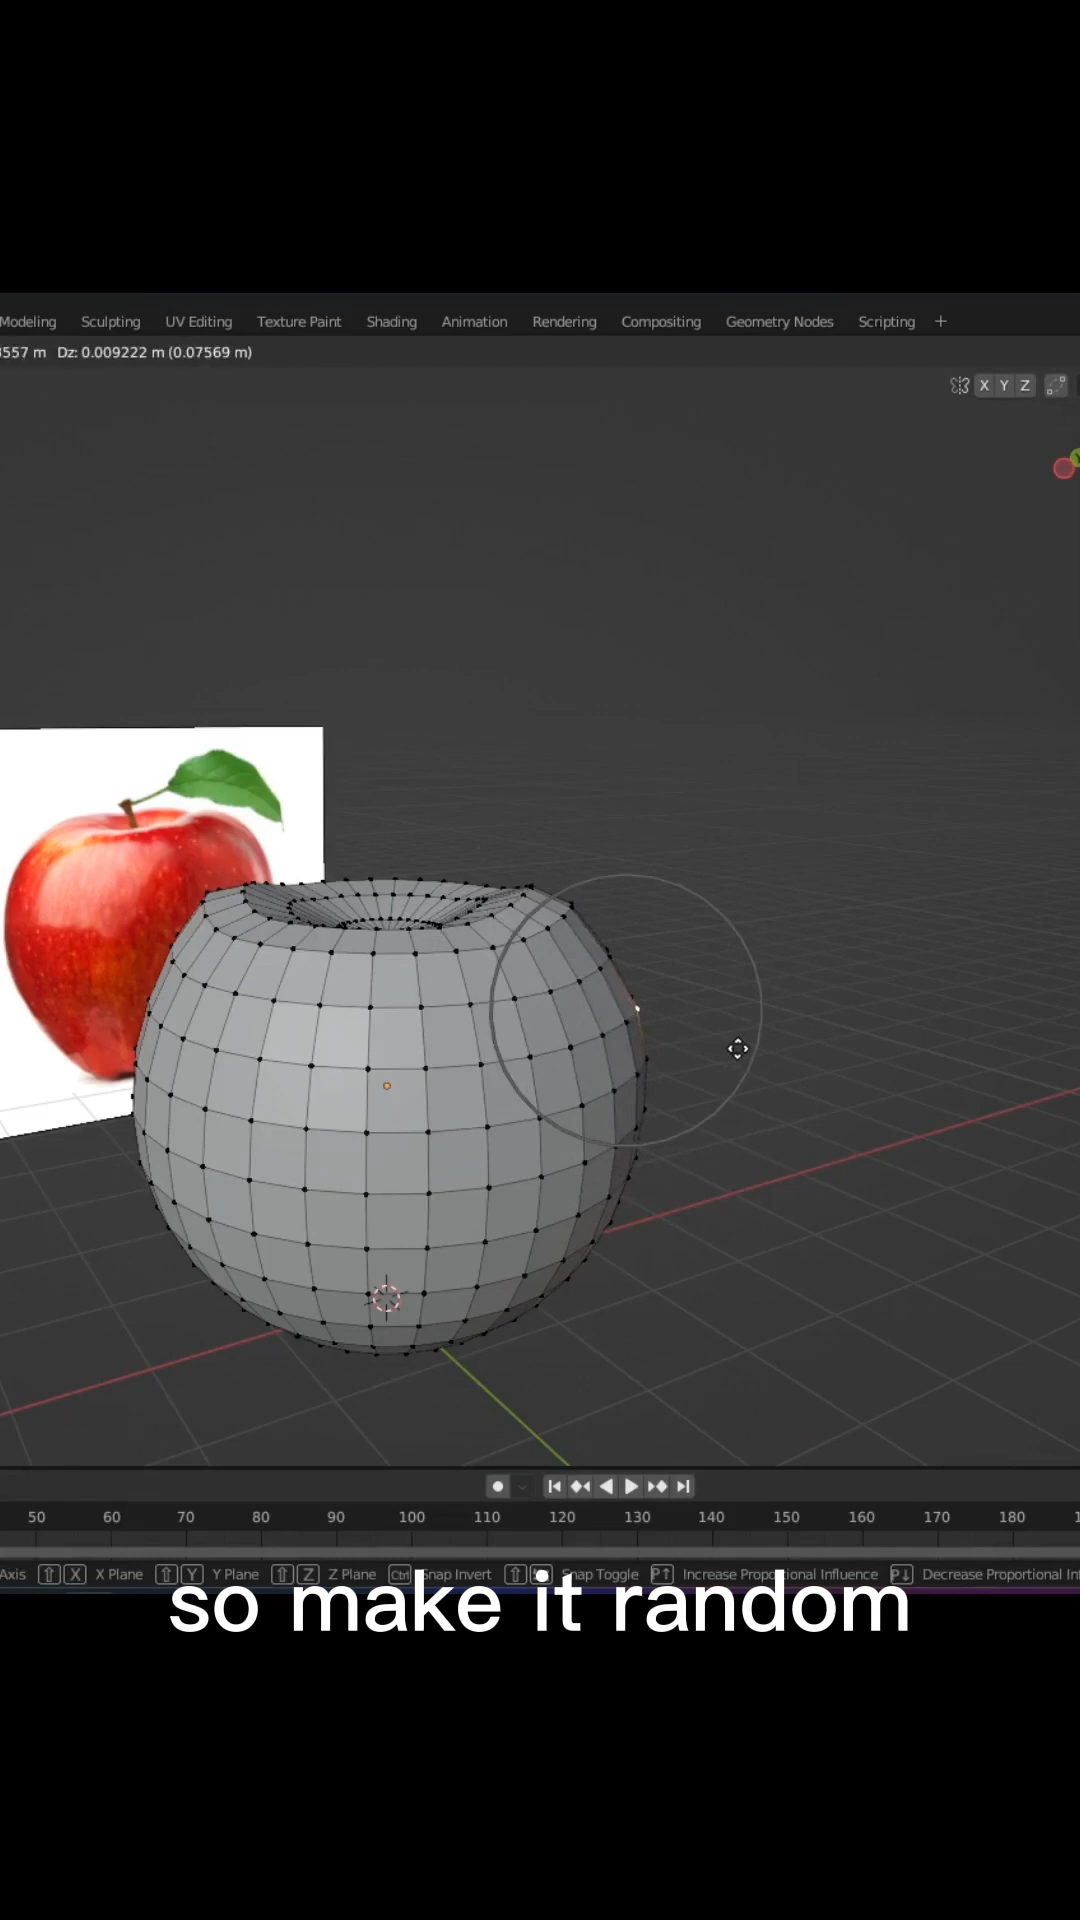 Modeling Sculpting UV Editing Texture Paint Shading Animation Rendering Compositing Geometry Nodes Scripting +
3557 m Dz: 0.009222 m (0.07569 m)
X Y Z
50 60 70 80 90 100 110 120 130 140 150 160 170 180
Axis X X Plane Y Y Plane Z Z Plane Ctrl Snap Invert Snap Toggle P↑ Increase Proportional Influence P↓ Decrease Proportional
so make it random